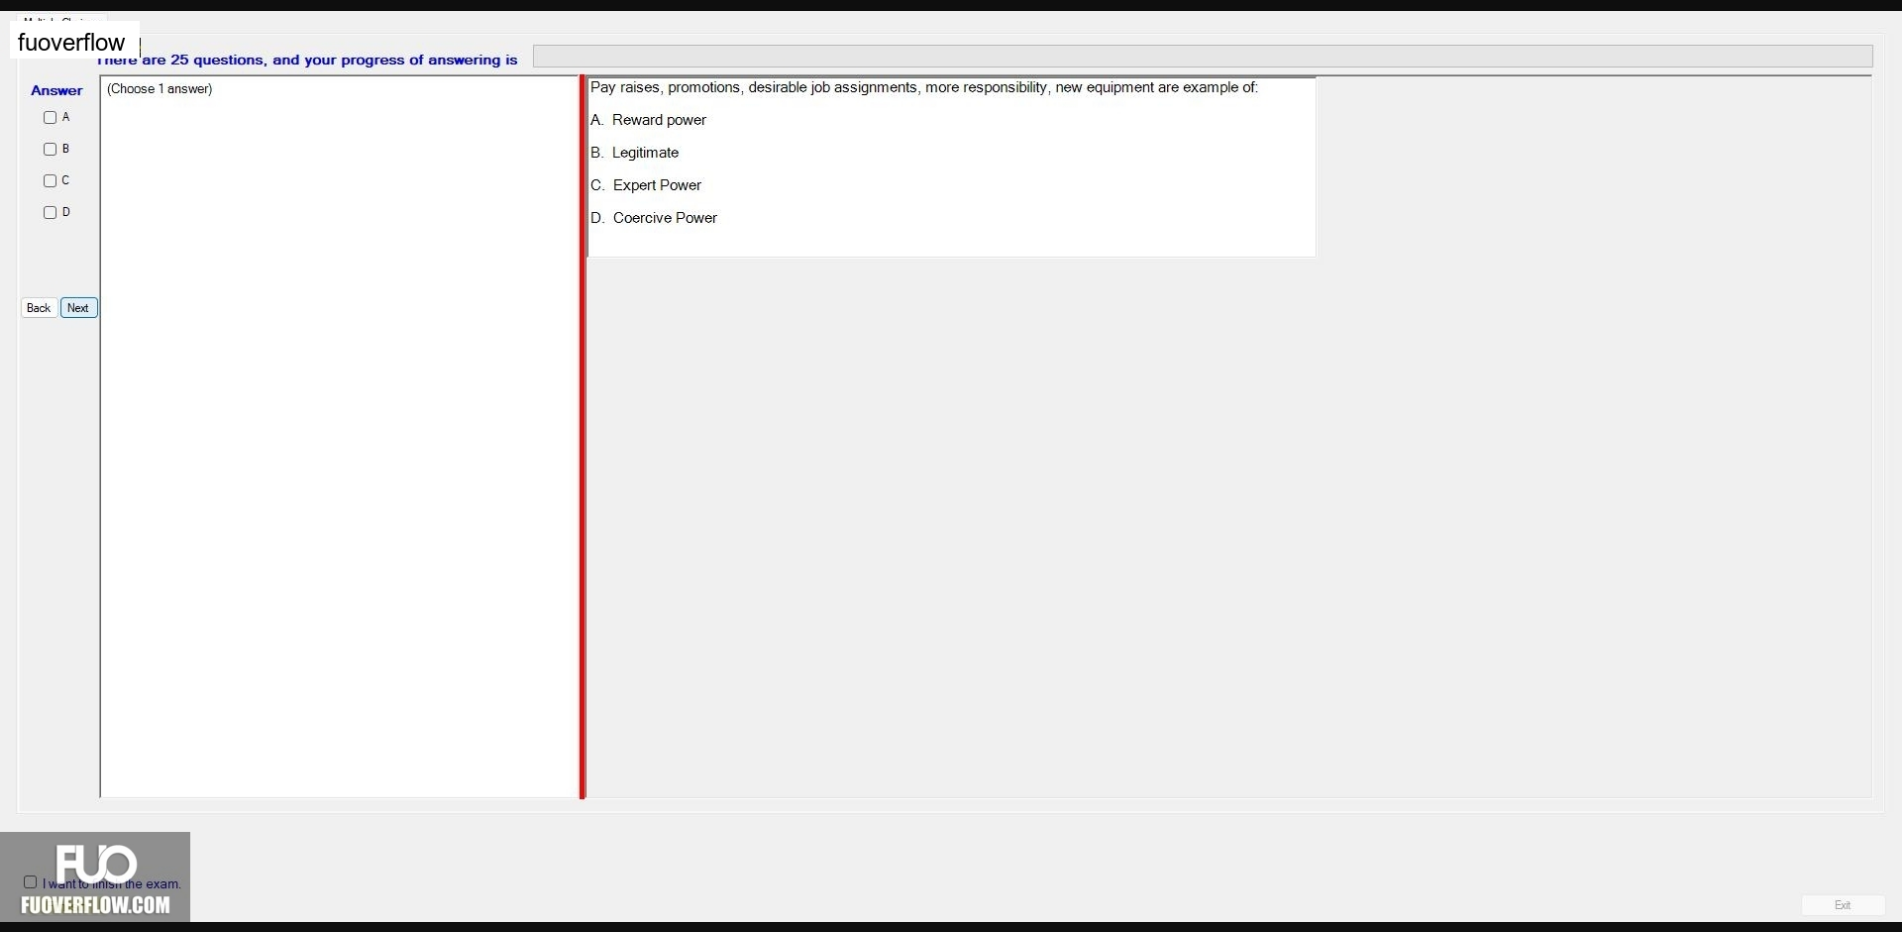 fuoverflow
There are 25 questions, and your progress of answering is
Answer
(Choose 1 answer)
A
B
C
D
Back
Next
Pay raises, promotions, desirable job assignments, more responsibility, new equipment are example of:
A. Reward power
B. Legitimate
C. Expert Power
D. Coercive Power
FUO
I want to finish the exam.
FUOVERFLOW.COM
Exit